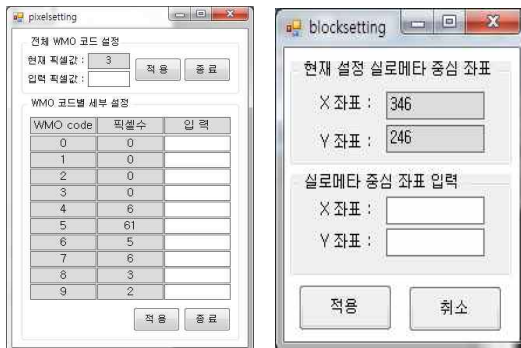 pixelsetting
전체 WMO 코드 설정
현재 픽셀값 : 3
입력 픽셀값 :
적 용 종 료
WMO 코드별 세부 설정
WMO code 픽셀수 입 력
0 0
1 0
2 0
3 0
4 6
5 61
6 5
7 6
8 3
9 2
적 용 종 료
blocksetting
현재 설정 실로메타 중심 좌표
X 좌표 : 346
Y 좌표 : 246
실로메타 중심 좌표 입력
X 좌표 :
Y 좌표 :
적용 취소